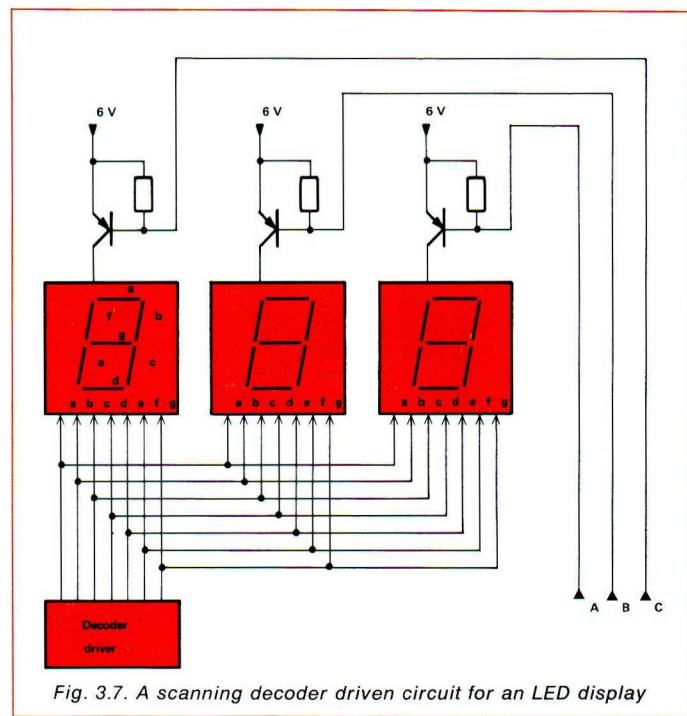 6 V
6 V
6 V
a
f
b
g
e
c
d
a b c d e f g
a b c d e f g
a b c d e f g
A B C
Decoder
driver
Fig. 3.7. A scanning decoder driven circuit for an LED display